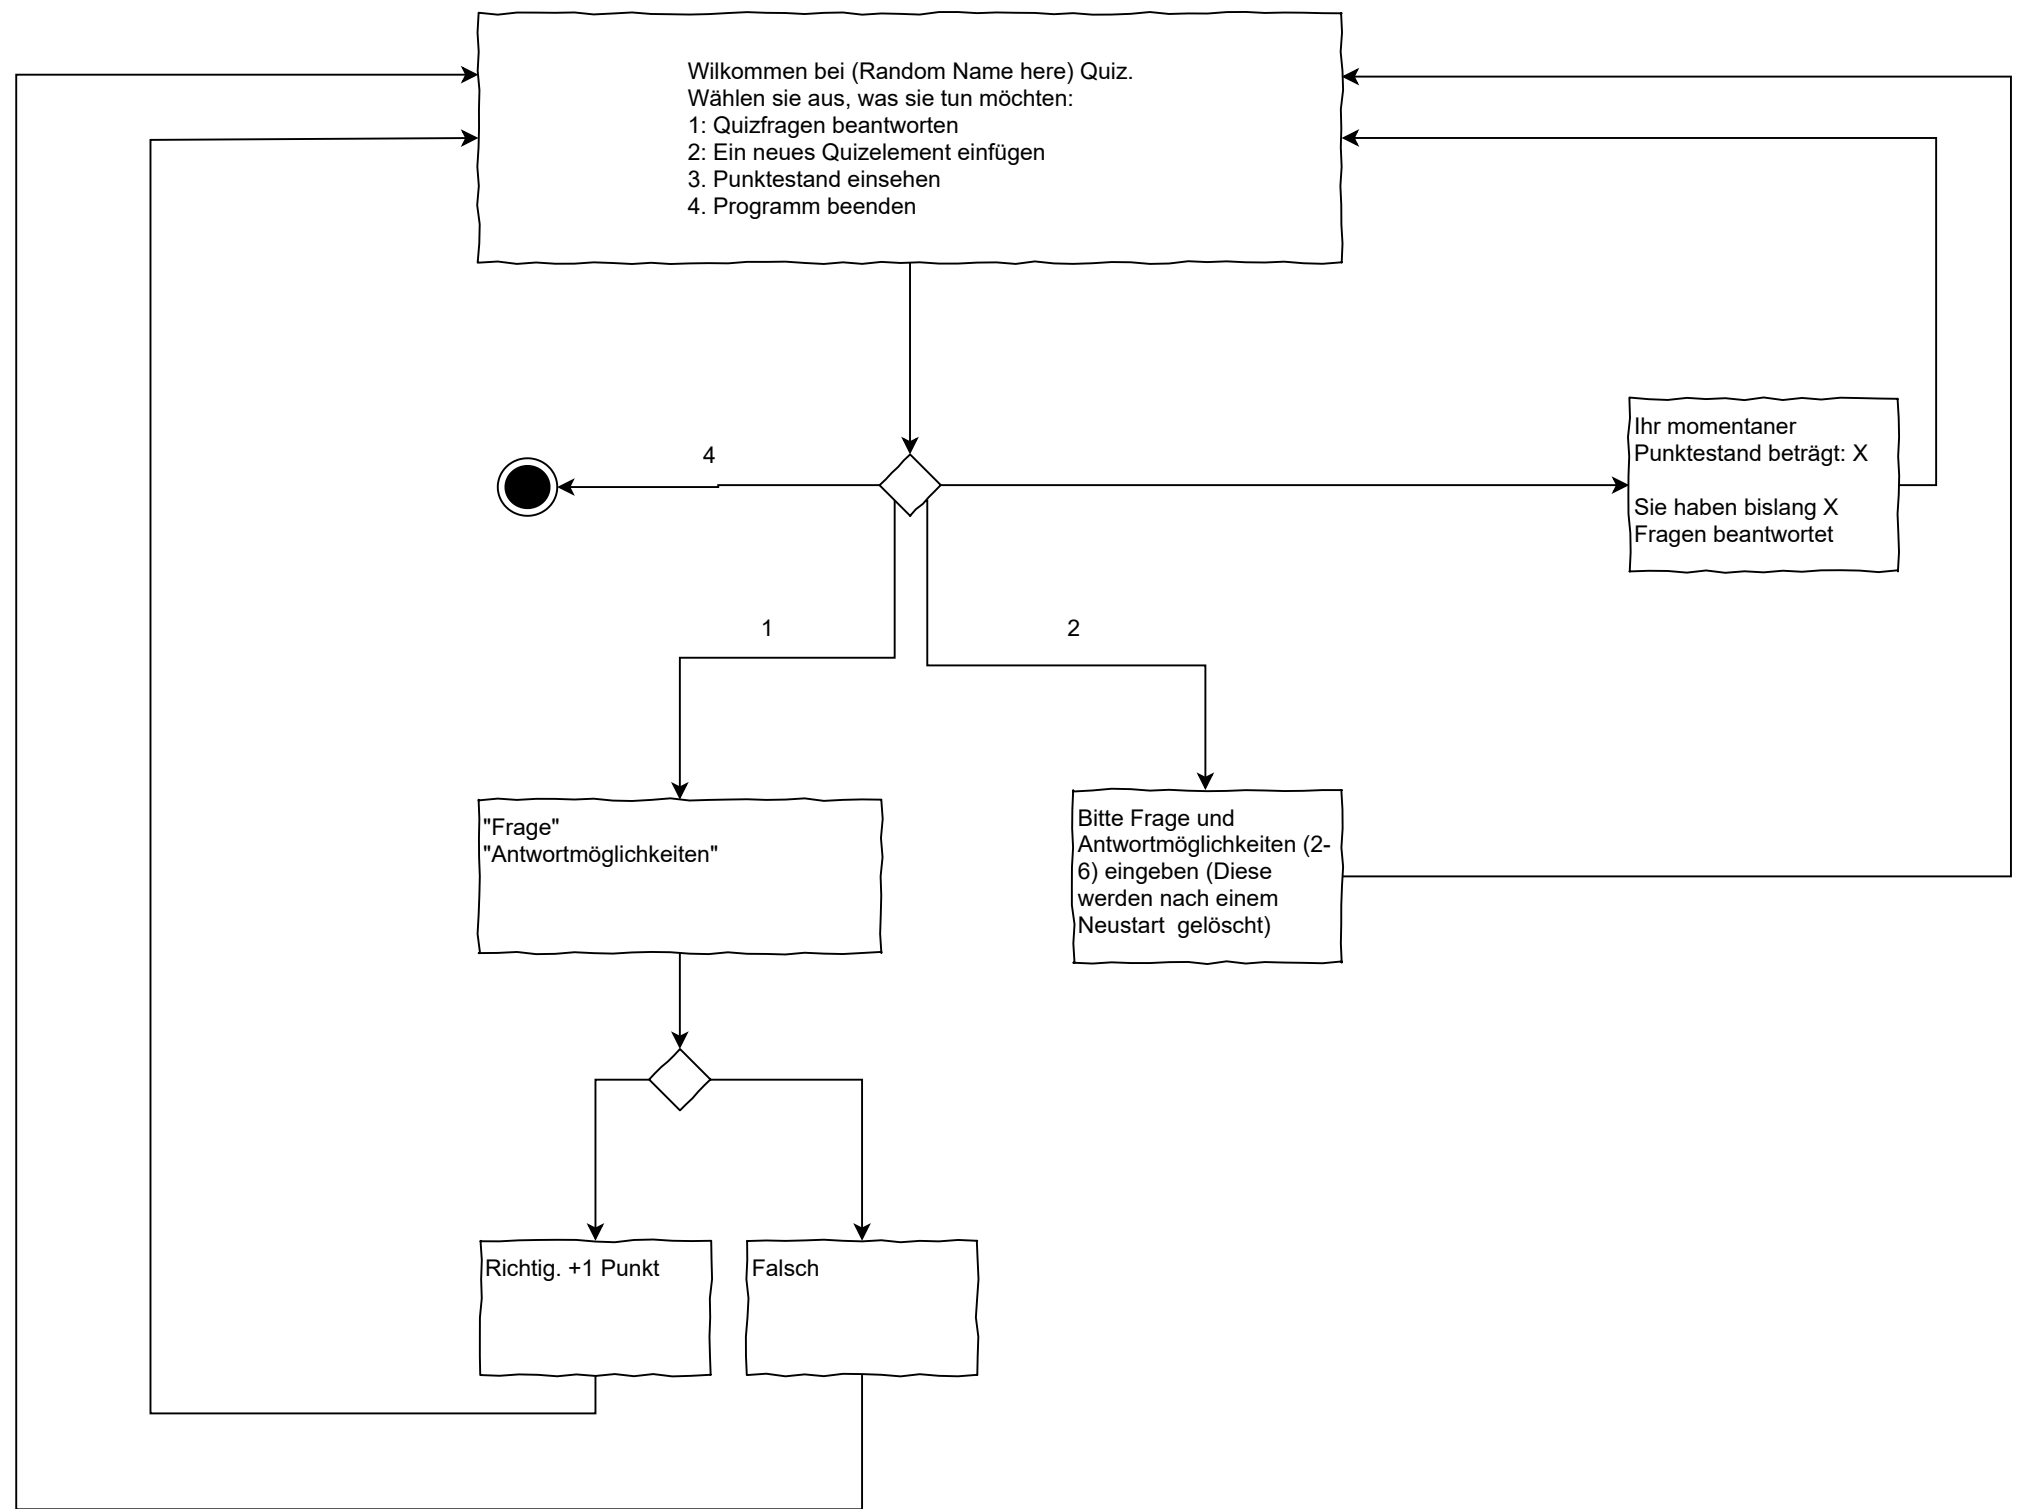 Wilkommen bei (Random Name here) Quiz.
Wählen sie aus, was sie tun möchten:
1: Quizfragen beantworten
2: Ein neues Quizelement einfügen
3. Punktestand einsehen
4. Programm beenden
4
Ihr momentaner
Punktestand beträgt: X
Sie haben bislang X
Fragen beantwortet
1
2
"Frage"
"Antwortmöglichkeiten"
Bitte Frage und
Antwortmöglichkeiten (2-
6) eingeben (Diese
werden nach einem
Neustart  gelöscht)
Richtig. +1 Punkt
Falsch